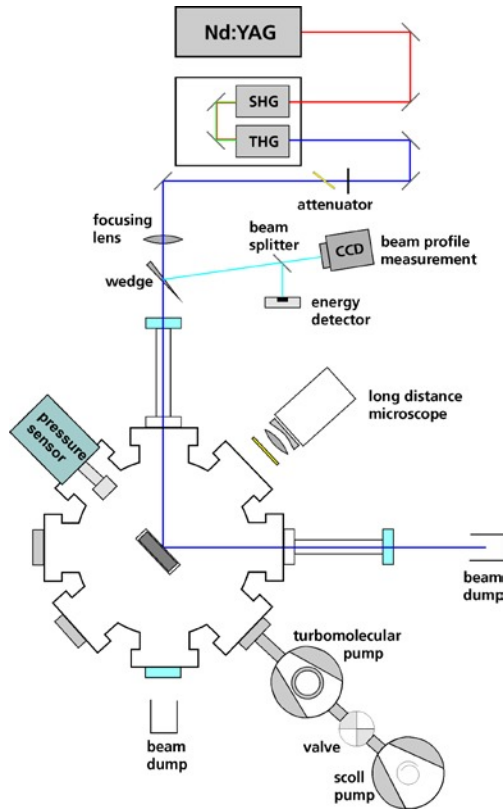 Nd:YAG
SHG
THG
attenuator
focusing
lens
beam
splitter
CCD
beam profile
measurement
wedge
energy
detector
long distance
microscope
pressure
sensor
beam
dump
turbomolecular
pump
beam
dump
valve
scoll
pump